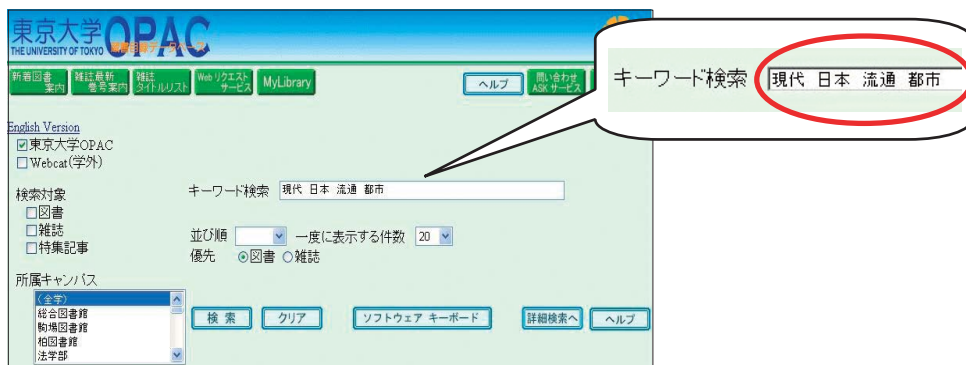 東京大学OPAC
THE UNIVERSITY OF TOKYO
新着図書案内 雑誌最新巻号案内 雑誌タイトルリスト Webリクエストサービス MyLibrary ヘルプ 問い合わせ ASKサービス
キーワード検索 現代 日本 流通 都市
English Version
東京大学OPAC
Webcat(学外)
検索対象 キーワード検索 現代 日本 流通 都市
図書
雑誌
特集記事
並び順 一度に表示する件数 20
優先 図書 雑誌
所属キャンパス
(全学)
総合図書館
駒場図書館
柏図書館
法学部
検索 クリア ソフトウェア キーボード 詳細検索へ ヘルプ